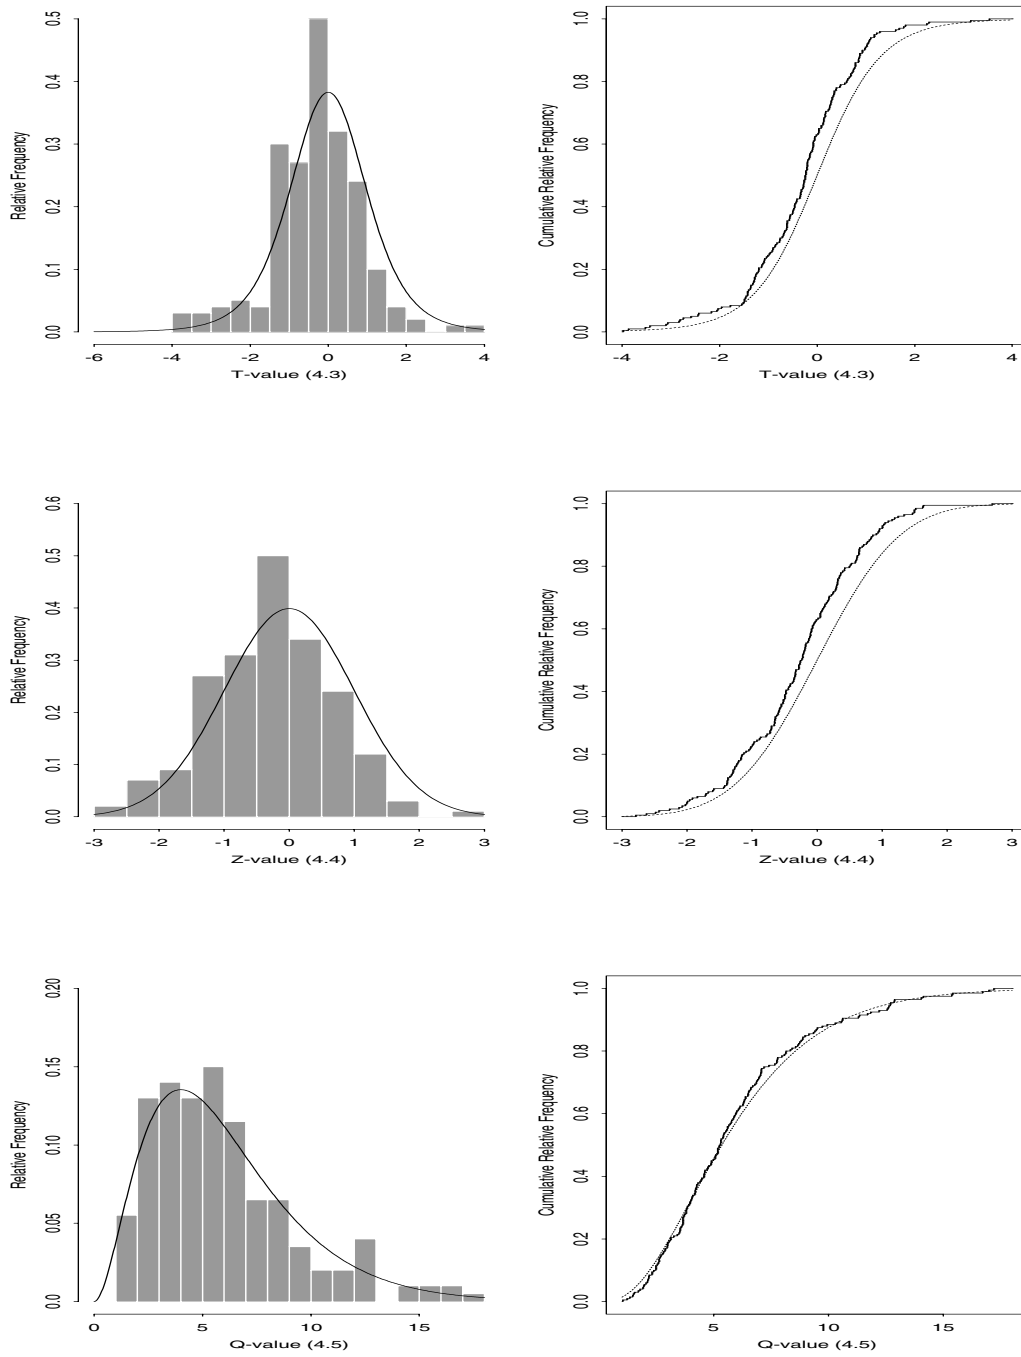 Relative Frequency
0.0 0.1 0.2 0.3 0.4 0.5
-6 -4 -2 0 2 4
T-value (4.3)
Cumulative Relative Frequency
0.0 0.2 0.4 0.6 0.8 1.0
-4 -2 0 2 4
T-value (4.3)
Relative Frequency
0.0 0.1 0.2 0.3 0.4 0.5 0.6
-3 -2 -1 0 1 2 3
Z-value (4.4)
Cumulative Relative Frequency
0.0 0.2 0.4 0.6 0.8 1.0
-3 -2 -1 0 1 2 3
Z-value (4.4)
Relative Frequency
0.0 0.05 0.10 0.15 0.20
0 5 10 15
Q-value (4.5)
Cumulative Relative Frequency
0.0 0.2 0.4 0.6 0.8 1.0
5 10 15
Q-value (4.5)